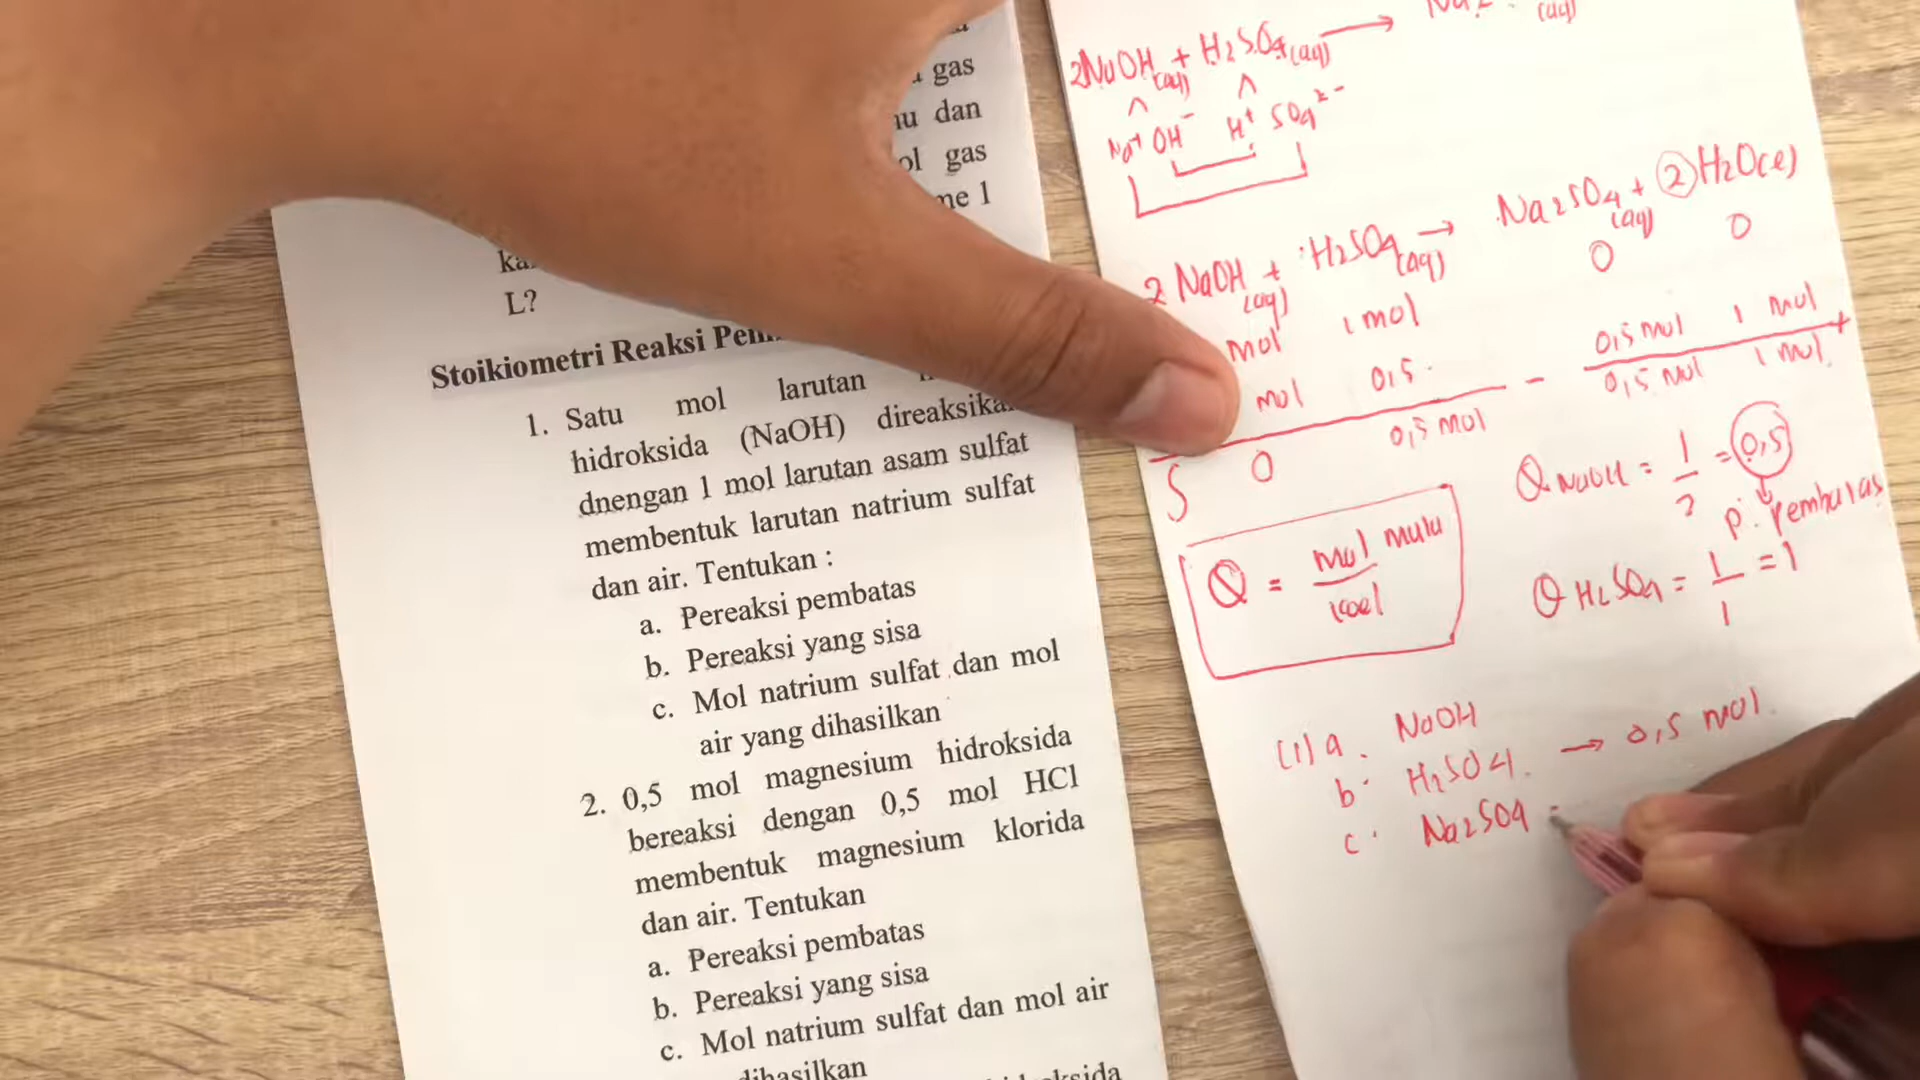 gas
dan
gas
1
L?
Stoikiometri Reaksi
1. Satu mol larutan
hidroksida (NaOH)
dnengan 1 mol larutan asam sulfat
membentuk larutan natrium sulfat
dan air. Tentukan :
a. Pereaksi pembatas
b. Pereaksi yang sisa
c. Mol natrium sulfat dan mol
air yang dihasilkan
2. 0,5 mol magnesium hidroksida
bereaksi dengan 0,5 mol HCl
membentuk magnesium klorida
dan air. Tentukan
a. Pereaksi pembatas
b. Pereaksi yang sisa
c. Mol natrium sulfat dan mol air
dihasilkan
2NaOH(aq) + H2SO4(aq) →
(aq)
Na+ OH- H+ SO4 2-
2 NaOH(aq) + H2SO4(aq) → Na2SO4(aq) + 2 H2O(l)
mol 1 mol 0 0
mol 0,5 0,5 mol 1 mol
S 0 0,5 mol 0,5 mol 1 mol
Q = mol mula / koef
Q NaOH = 1/2 = 0,5
p. pembatas
Q H2SO4 = 1/1 = 1
(1) a. NaOH
b. H2SO4. → 0,5 mol.
c. Na2SO4